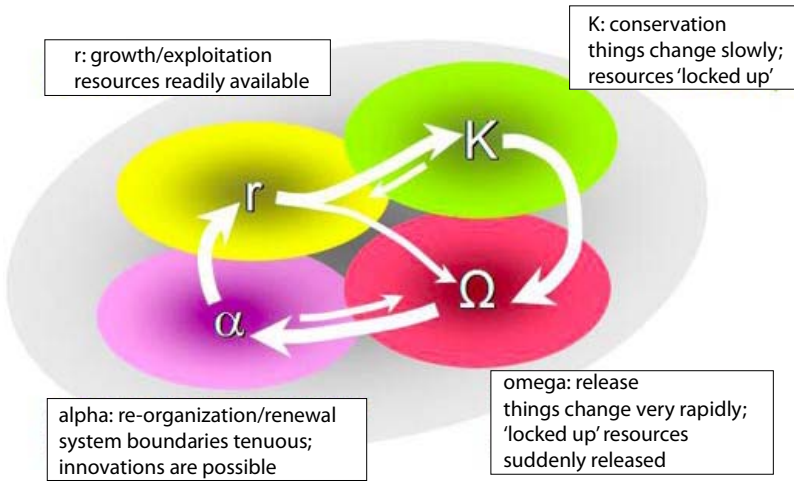 r: growth/exploitation
resources readily available
K: conservation
things change slowly;
resources ‘locked up’
r
K
α
Ω
alpha: re-organization/renewal
system boundaries tenuous;
innovations are possible
omega: release
things change very rapidly;
‘locked up’ resources
suddenly released